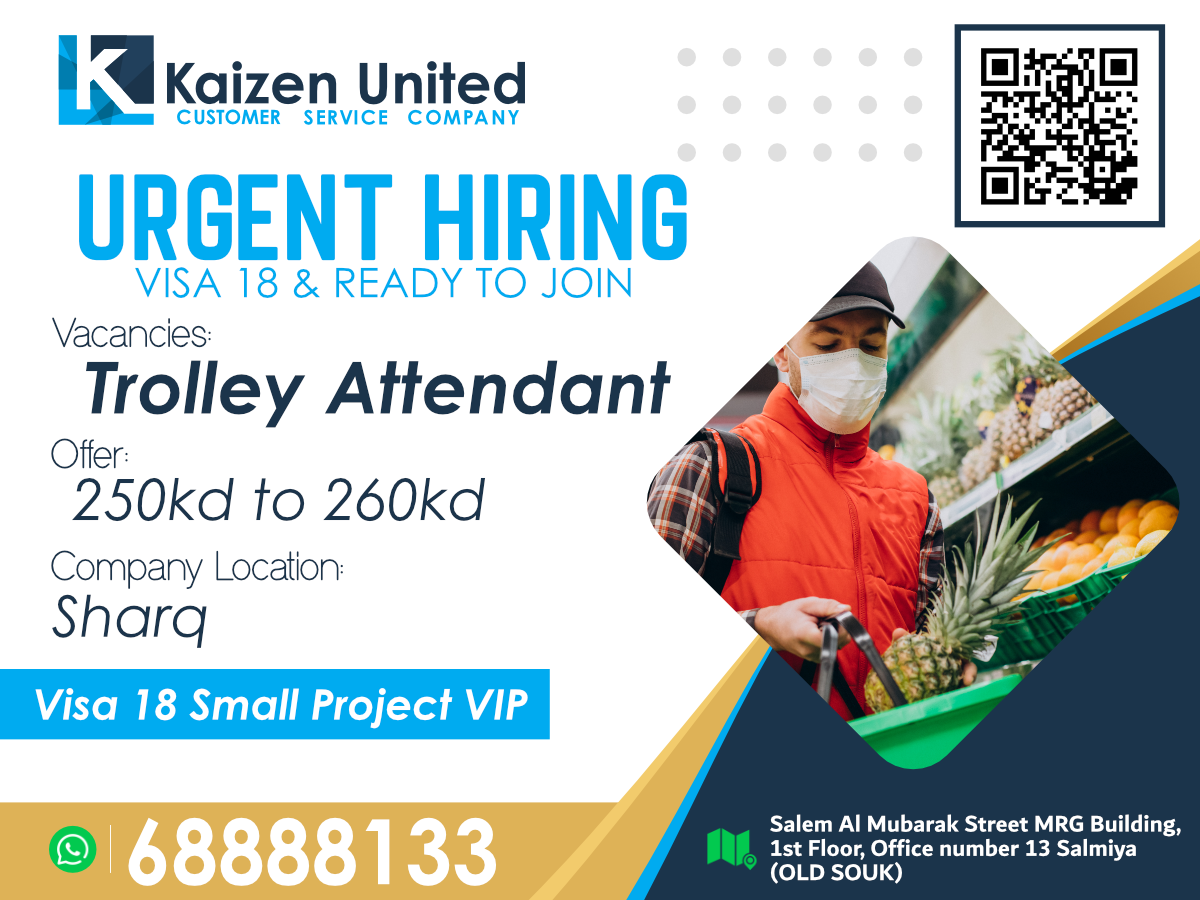 K
Kaizen United
CUSTOMER SERVICE COMPANY
URGENT HIRING
VISA 18 & READY TO JOIN
Vacancies:
Trolley Attendant
Offer:
250kd to 260kd
Company Location:
Sharq
Visa 18 Small Project VIP
68888133
Salem Al Mubarak Street MRG Building,
1st Floor, Office number 13 Salmiya
(OLD SOUK)